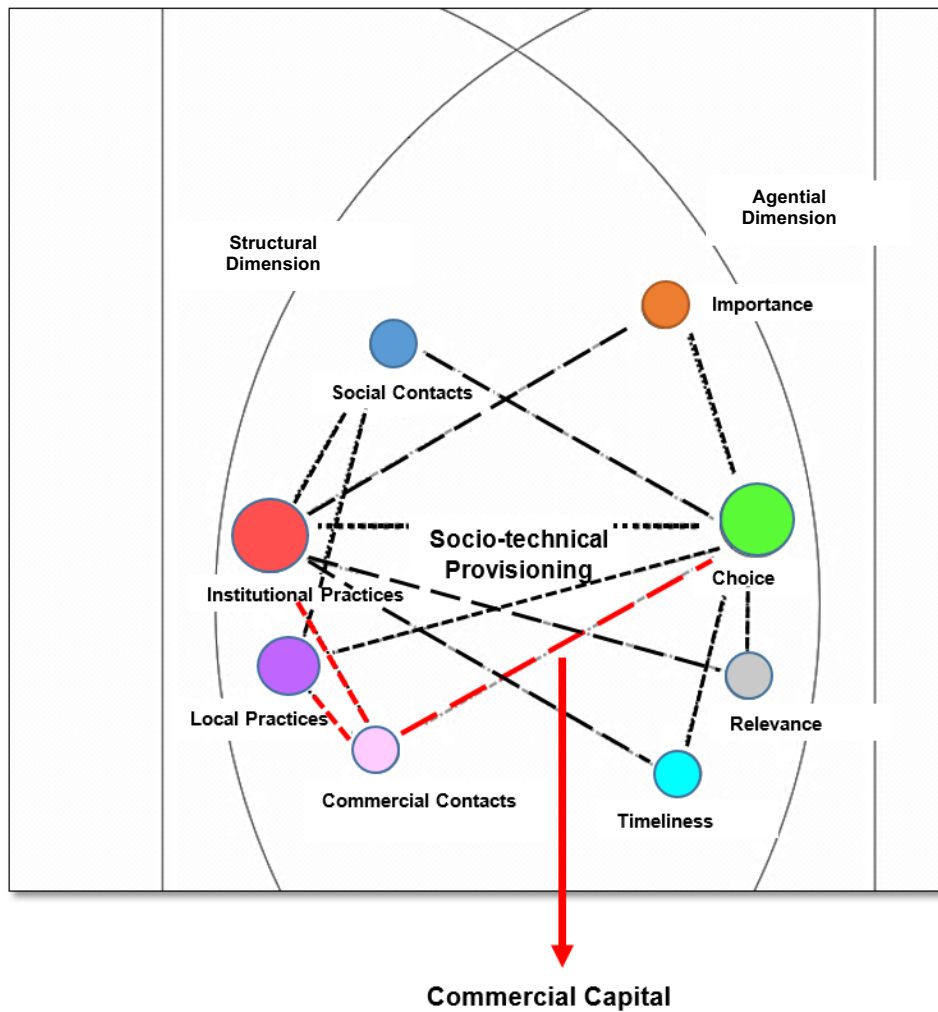 Agential
Dimension
Structural
Dimension
Importance
Social Contacts
Socio-technical
Provisioning
Choice
Institutional Practices
Local Practices
Relevance
Commercial Contacts
Timeliness
Commercial Capital